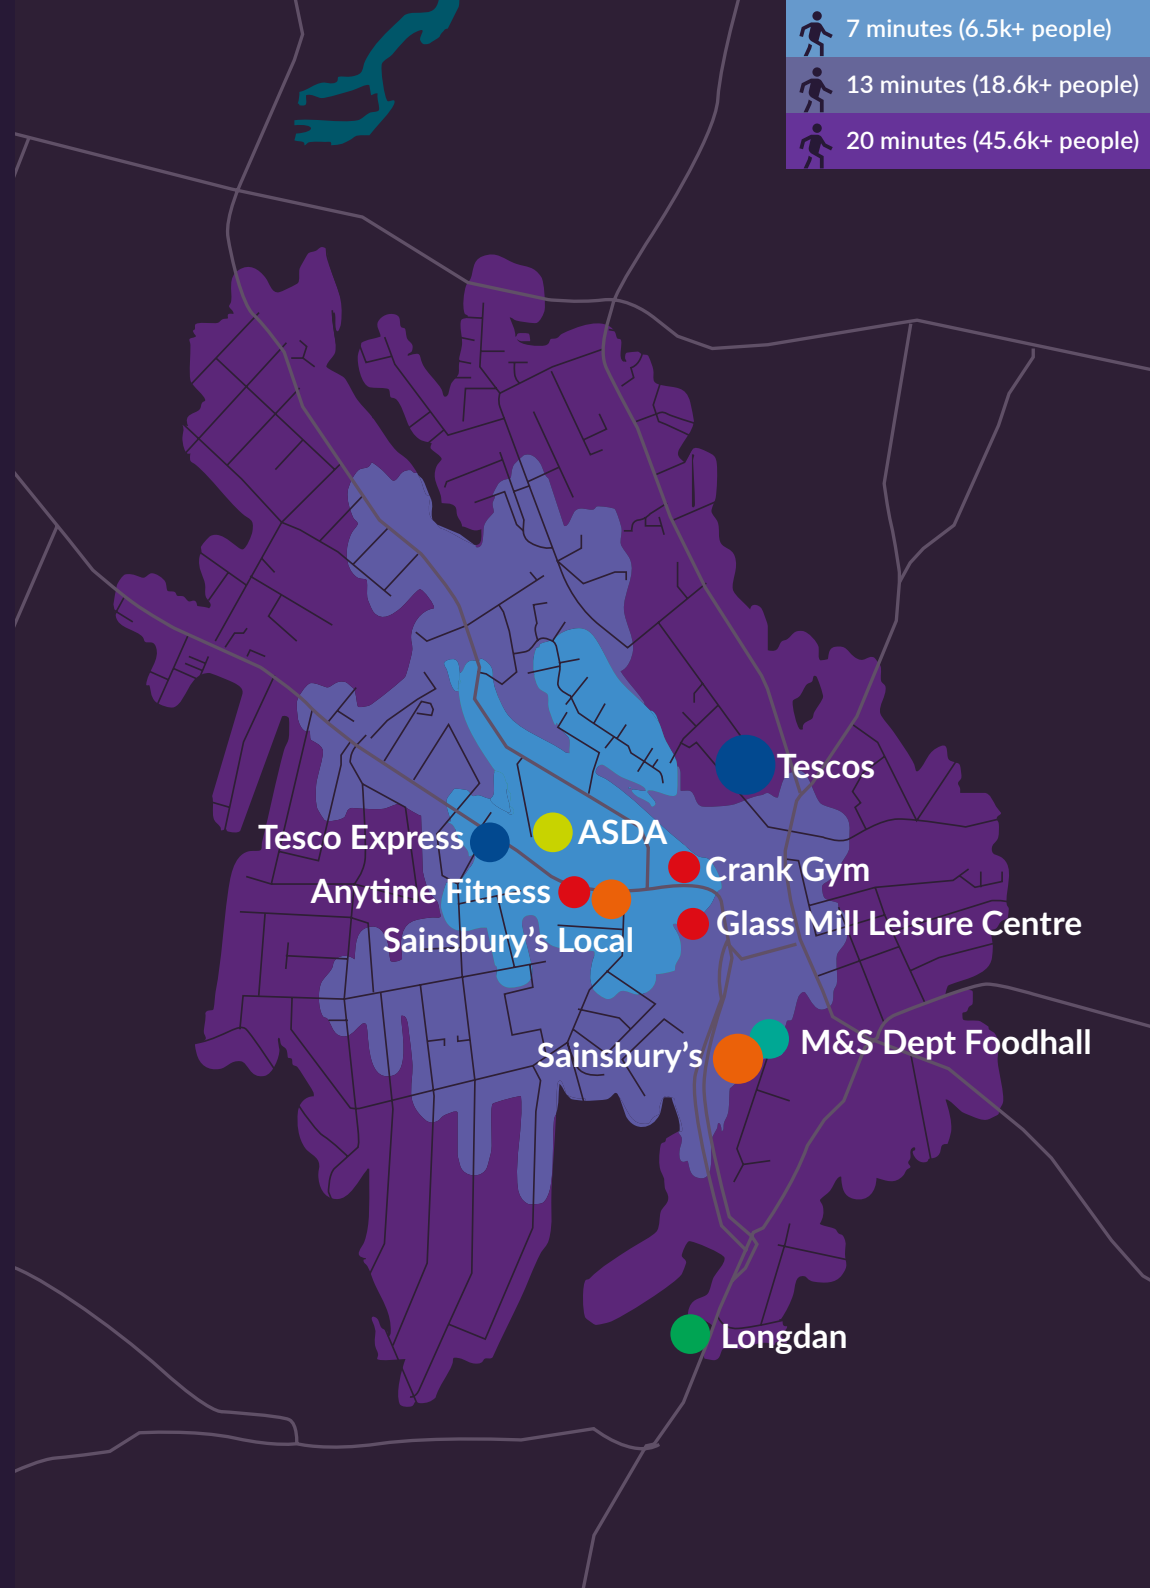 7 minutes (6.5k+ people)
13 minutes (18.6k+ people)
20 minutes (45.6k+ people)
Tescos
Tesco Express
ASDA
Crank Gym
Anytime Fitness
Glass Mill Leisure Centre
Sainsbury’s Local
M&S Dept Foodhall
Sainsbury’s
Longdan